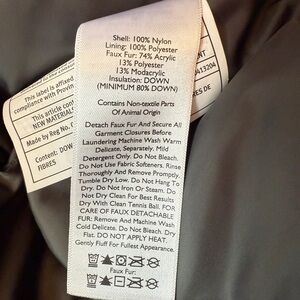 Shell: 100% Nylon
Lining: 100% Polyester
Faux Fur: 74% Acrylic
13% Polyester
13% Modacrylic
Insulation: DOWN
(MINIMUM 80% DOWN)
Contains Non-textile Parts
Of Animal Origin
Detach Faux Fur And Secure All
Garment Closures Before
Laundering Machine Wash Warm
Delicate, Separately. Mild
Detergent Only. Do Not Bleach.
Do Not Use Fabric Softeners. Rinse
Thoroughly And Remove Promptly.
Tumble Dry Low. Do Not Hang To
Dry. Do Not Iron Or Steam. Do
Not Dry Clean For Best Results
Dry With Clean Tennis Ball. FOR
CARE OF FAUX DETACHABLE
FUR: Remove And Machine Wash
Cold Delicate. Do Not Bleach. Dry
Flat. DO NOT APPLY HEAT.
Gently Fluff For Fullest Appearance.
Faux Fur:
This label is affixed
compliance with Provin
This article cont
NEW MATERIAL
Made by Reg No. D
Content: DOW
FIBRES
NT
413204
ES DE